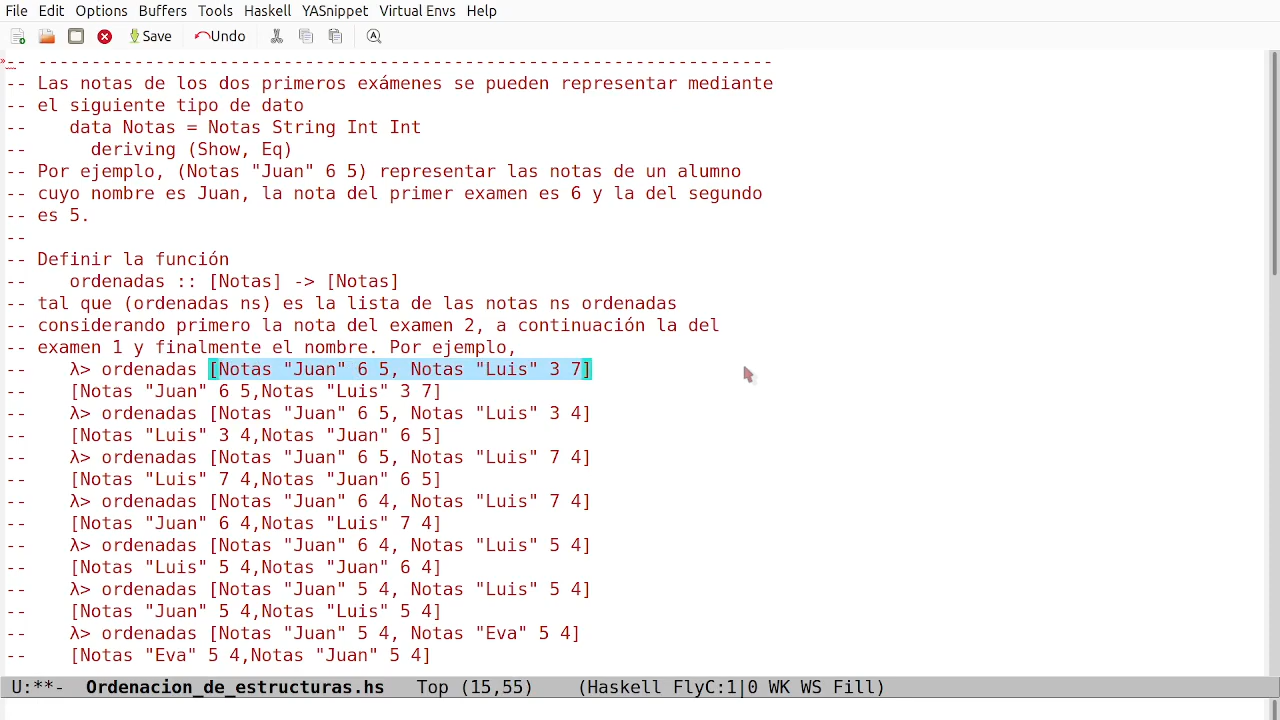 File Edit Options Buffers Tools Haskell YASnippet Virtual Envs Help
Save Undo
-- ---------------------------------------------------------------------
-- Las notas de los dos primeros exámenes se pueden representar mediante
-- el siguiente tipo de dato
--    data Notas = Notas String Int Int
--      deriving (Show, Eq)
-- Por ejemplo, (Notas "Juan" 6 5) representar las notas de un alumno
-- cuyo nombre es Juan, la nota del primer examen es 6 y la del segundo
-- es 5.
--
-- Definir la función
--    ordenadas :: [Notas] -> [Notas]
-- tal que (ordenadas ns) es la lista de las notas ns ordenadas
-- considerando primero la nota del examen 2, a continuación la del
-- examen 1 y finalmente el nombre. Por ejemplo,
--    λ> ordenadas [Notas "Juan" 6 5, Notas "Luis" 3 7]
--    [Notas "Juan" 6 5,Notas "Luis" 3 7]
--    λ> ordenadas [Notas "Juan" 6 5, Notas "Luis" 3 4]
--    [Notas "Luis" 3 4,Notas "Juan" 6 5]
--    λ> ordenadas [Notas "Juan" 6 5, Notas "Luis" 7 4]
--    [Notas "Luis" 7 4,Notas "Juan" 6 5]
--    λ> ordenadas [Notas "Juan" 6 4, Notas "Luis" 7 4]
--    [Notas "Juan" 6 4,Notas "Luis" 7 4]
--    λ> ordenadas [Notas "Juan" 6 4, Notas "Luis" 5 4]
--    [Notas "Luis" 5 4,Notas "Juan" 6 4]
--    λ> ordenadas [Notas "Juan" 5 4, Notas "Luis" 5 4]
--    [Notas "Juan" 5 4,Notas "Luis" 5 4]
--    λ> ordenadas [Notas "Juan" 5 4, Notas "Eva" 5 4]
--    [Notas "Eva" 5 4,Notas "Juan" 5 4]
U:**-  Ordenacion_de_estructuras.hs   Top (15,55)    (Haskell FlyC:1|0 WK WS Fill)